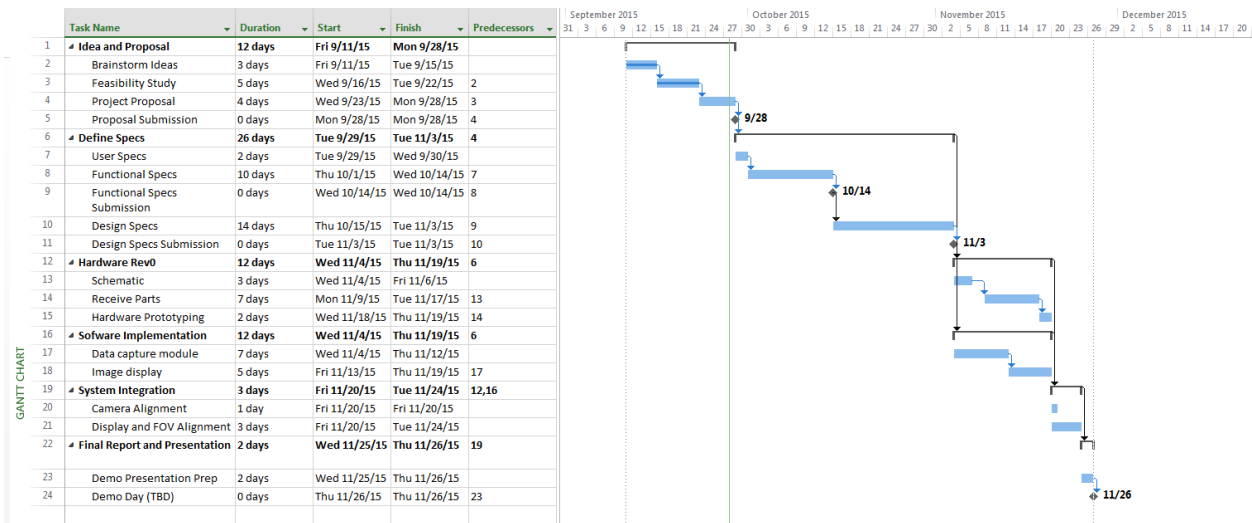 September 2015 October 2015 November 2015 December 2015
Task Name Duration Start Finish Predecessors 31 3 6 9 12 15 18 21 24 27 30 3 6 9 12 15 18 21 24 27 30 2 5 8 11 14 17 20 23 26 29 2 5 8 11 14 17 20
1 Idea and Proposal 12 days Fri 9/11/15 Mon 9/28/15
2 Brainstorm Ideas 3 days Fri 9/11/15 Tue 9/15/15
3 Feasibility Study 5 days Wed 9/16/15 Tue 9/22/15 2
4 Project Proposal 4 days Wed 9/23/15 Mon 9/28/15 3
5 Proposal Submission 0 days Mon 9/28/15 Mon 9/28/15 4 9/28
6 Define Specs 26 days Tue 9/29/15 Tue 11/3/15 4
7 User Specs 2 days Tue 9/29/15 Wed 9/30/15
8 Functional Specs 10 days Thu 10/1/15 Wed 10/14/15 7
9 Functional Specs 0 days Wed 10/14/15 Wed 10/14/15 8 10/14
Submission
10 Design Specs 14 days Thu 10/15/15 Tue 11/3/15 9
11 Design Specs Submission 0 days Tue 11/3/15 Tue 11/3/15 10 11/3
12 Hardware Rev0 12 days Wed 11/4/15 Thu 11/19/15 6
13 Schematic 3 days Wed 11/4/15 Fri 11/6/15
14 Receive Parts 7 days Mon 11/9/15 Tue 11/17/15 13
15 Hardware Prototyping 2 days Wed 11/18/15 Thu 11/19/15 14
16 Sofware Implementation 12 days Wed 11/4/15 Thu 11/19/15 6
17 Data capture module 7 days Wed 11/4/15 Thu 11/12/15
18 Image display 5 days Fri 11/13/15 Thu 11/19/15 17
19 System Integration 3 days Fri 11/20/15 Tue 11/24/15 12,16
20 Camera Alignment 1 day Fri 11/20/15 Fri 11/20/15
21 Display and FOV Alignment 3 days Fri 11/20/15 Tue 11/24/15
22 Final Report and Presentation 2 days Wed 11/25/15 Thu 11/26/15 19
23 Demo Presentation Prep 2 days Wed 11/25/15 Thu 11/26/15
24 Demo Day (TBD) 0 days Thu 11/26/15 Thu 11/26/15 23 11/26
GANTT CHART